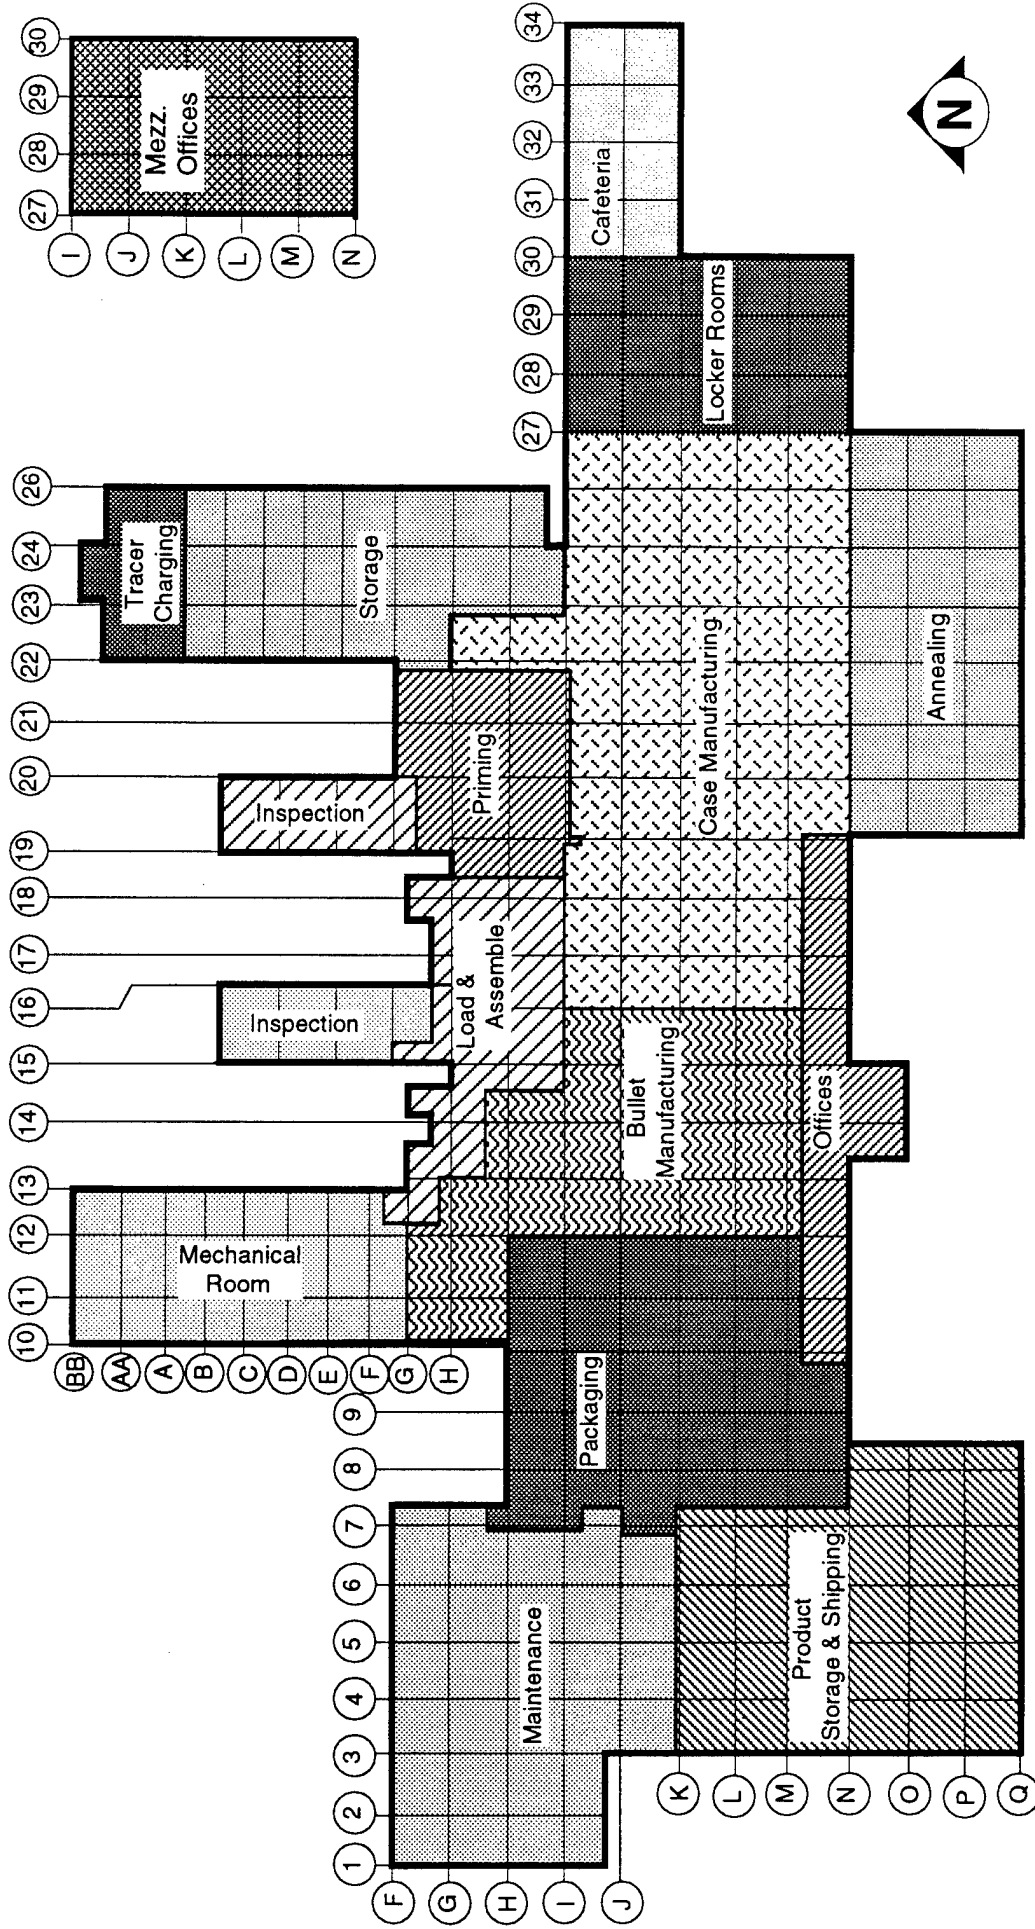 30
29
28
27
Mezz.
Offices
I
J
K
L
M
N
34
33
32
31
30
29
28
27
Cafeteria
Locker Rooms
N
26
24
23
22
21
20
19
18
17
16
15
14
13
12
11
10
Tracer
Charging
Storage
Inspection
Priming
Inspection
Load &
Assemble
Mechanical
Room
Case Manufacturing
Annealing
Bullet
Manufacturing
Offices
BB
AA
A
B
C
D
E
F
G
H
9
8
7
6
5
4
3
2
1
Packaging
Maintenance
Product
Storage & Shipping
F
G
H
I
J
K
L
M
N
O
P
Q